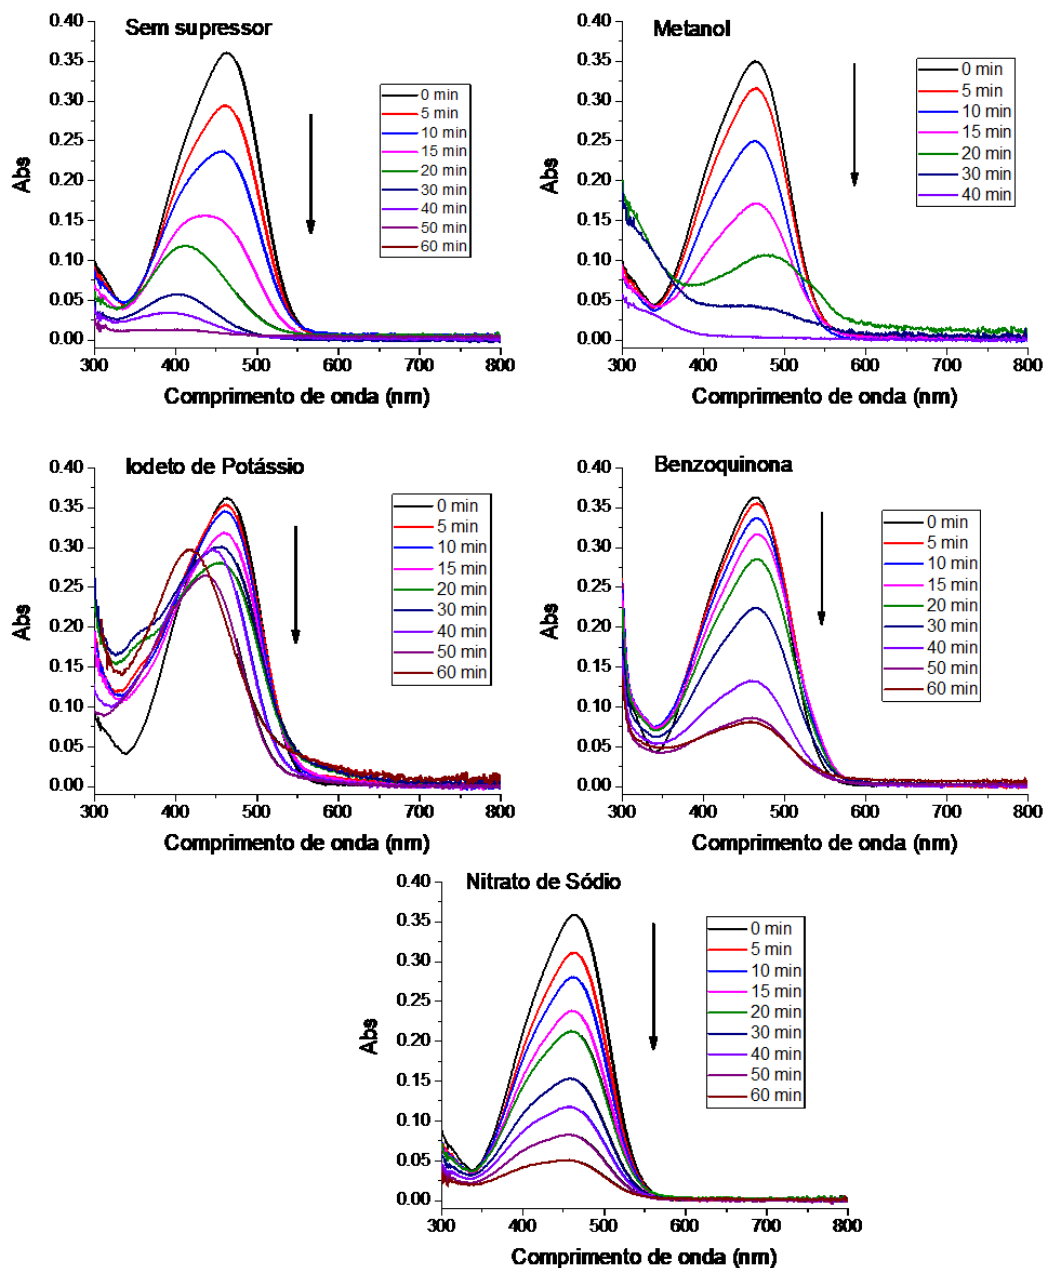 Sem supressor
0.40
0.35
0.30
0.25
0.20
0.15
0.10
0.05
0.00
Abs
300 400 500 600 700 800
Comprimento de onda (nm)
0 min
5 min
10 min
15 min
20 min
30 min
40 min
50 min
60 min
Metanol
0.40
0.35
0.30
0.25
0.20
0.15
0.10
0.05
0.00
Abs
300 400 500 600 700 800
Comprimento de onda (nm)
0 min
5 min
10 min
15 min
20 min
30 min
40 min
Iodeto de Potássio
0.40
0.35
0.30
0.25
0.20
0.15
0.10
0.05
0.00
Abs
300 400 500 600 700 800
Comprimento de onda (nm)
0 min
5 min
10 min
15 min
20 min
30 min
40 min
50 min
60 min
Benzoquinona
0.40
0.35
0.30
0.25
0.20
0.15
0.10
0.05
0.00
Abs
300 400 500 600 700 800
Comprimento de onda (nm)
0 min
5 min
10 min
15 min
20 min
30 min
40 min
50 min
60 min
Nitrato de Sódio
0.40
0.35
0.30
0.25
0.20
0.15
0.10
0.05
0.00
Abs
300 400 500 600 700 800
Comprimento de onda (nm)
0 min
5 min
10 min
15 min
20 min
30 min
40 min
50 min
60 min